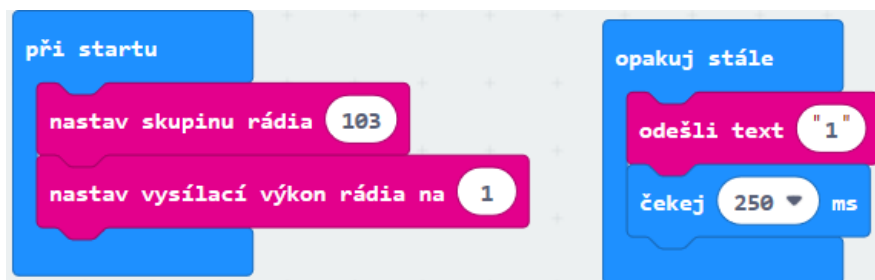 při startu
nastav skupinu rádia 103
nastav vysílací výkon rádia na 1
opakuj stále
odešli text "1"
čekej 250 ms